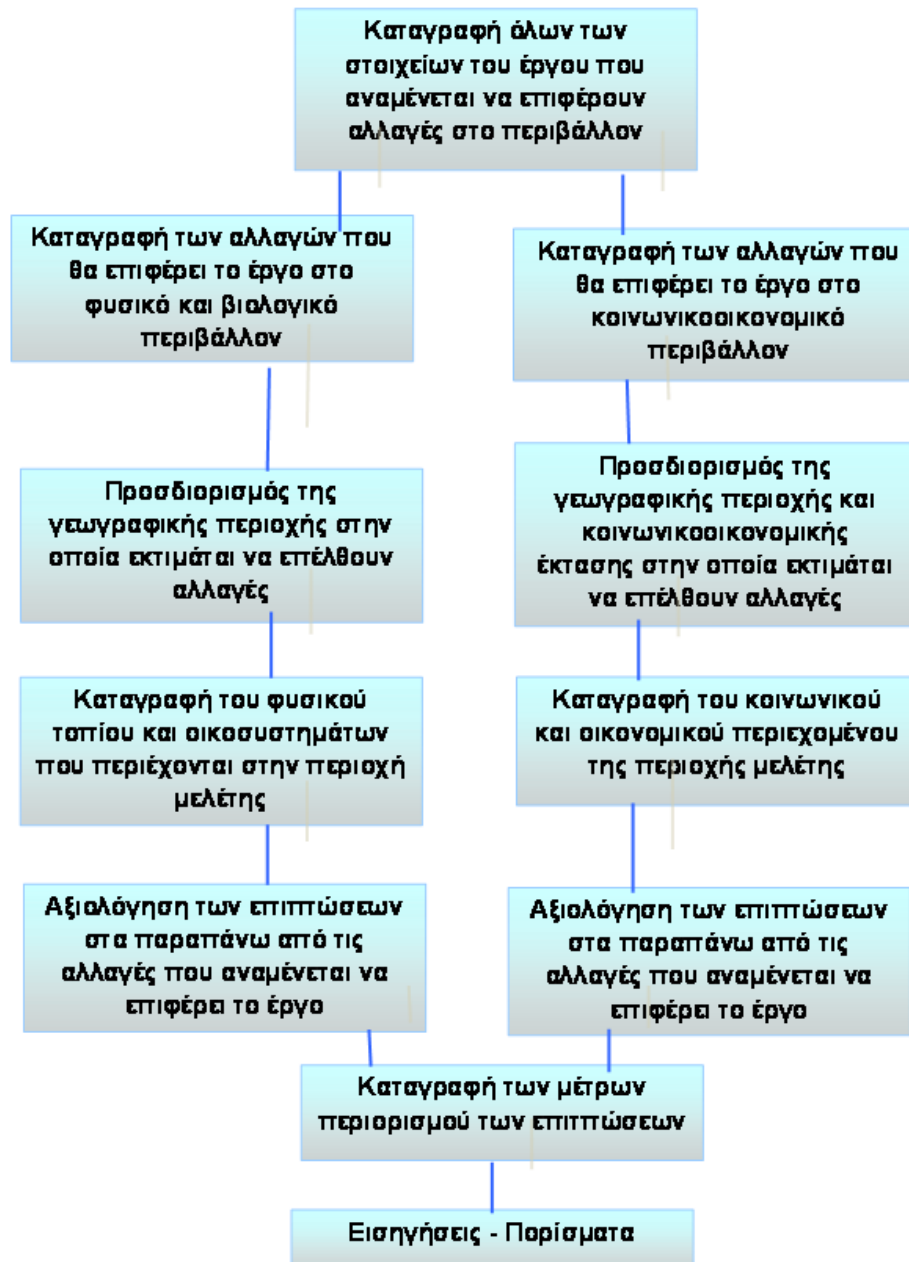 Καταγραφή όλων των
στοιχείων του έργου που
αναμένεται να επιφέρουν
αλλαγές στο περιβάλλον
Καταγραφή των αλλαγών που
θα επιφέρει το έργο στο
φυσικό και βιολογικό
περιβάλλον
Καταγραφή των αλλαγών που
θα επιφέρει το έργο στο
κοινωνικοοικονομικό
περιβάλλον
Προσδιορισμός της
γεωγραφικής περιοχής στην
οποία εκτιμάται να επέλθουν
αλλαγές
Προσδιορισμός της
γεωγραφικής περιοχής και
κοινωνικοοικονομικής
έκτασης στην οποία εκτιμάται
να επέλθουν αλλαγές
Καταγραφή του φυσικού
τοπίου και οικοσυστημάτων
που περιέχονται στην περιοχή
μελέτης
Καταγραφή του κοινωνικού
και οικονομικού περιεχομένου
της περιοχής μελέτης
Αξιολόγηση των επιπτώσεων
στα παραπάνω από τις
αλλαγές που αναμένεται να
επιφέρει το έργο
Αξιολόγηση των επιπτώσεων
στα παραπάνω από τις
αλλαγές που αναμένεται να
επιφέρει το έργο
Καταγραφή των μέτρων
περιορισμού των επιπτώσεων
Εισηγήσεις - Πορίσματα